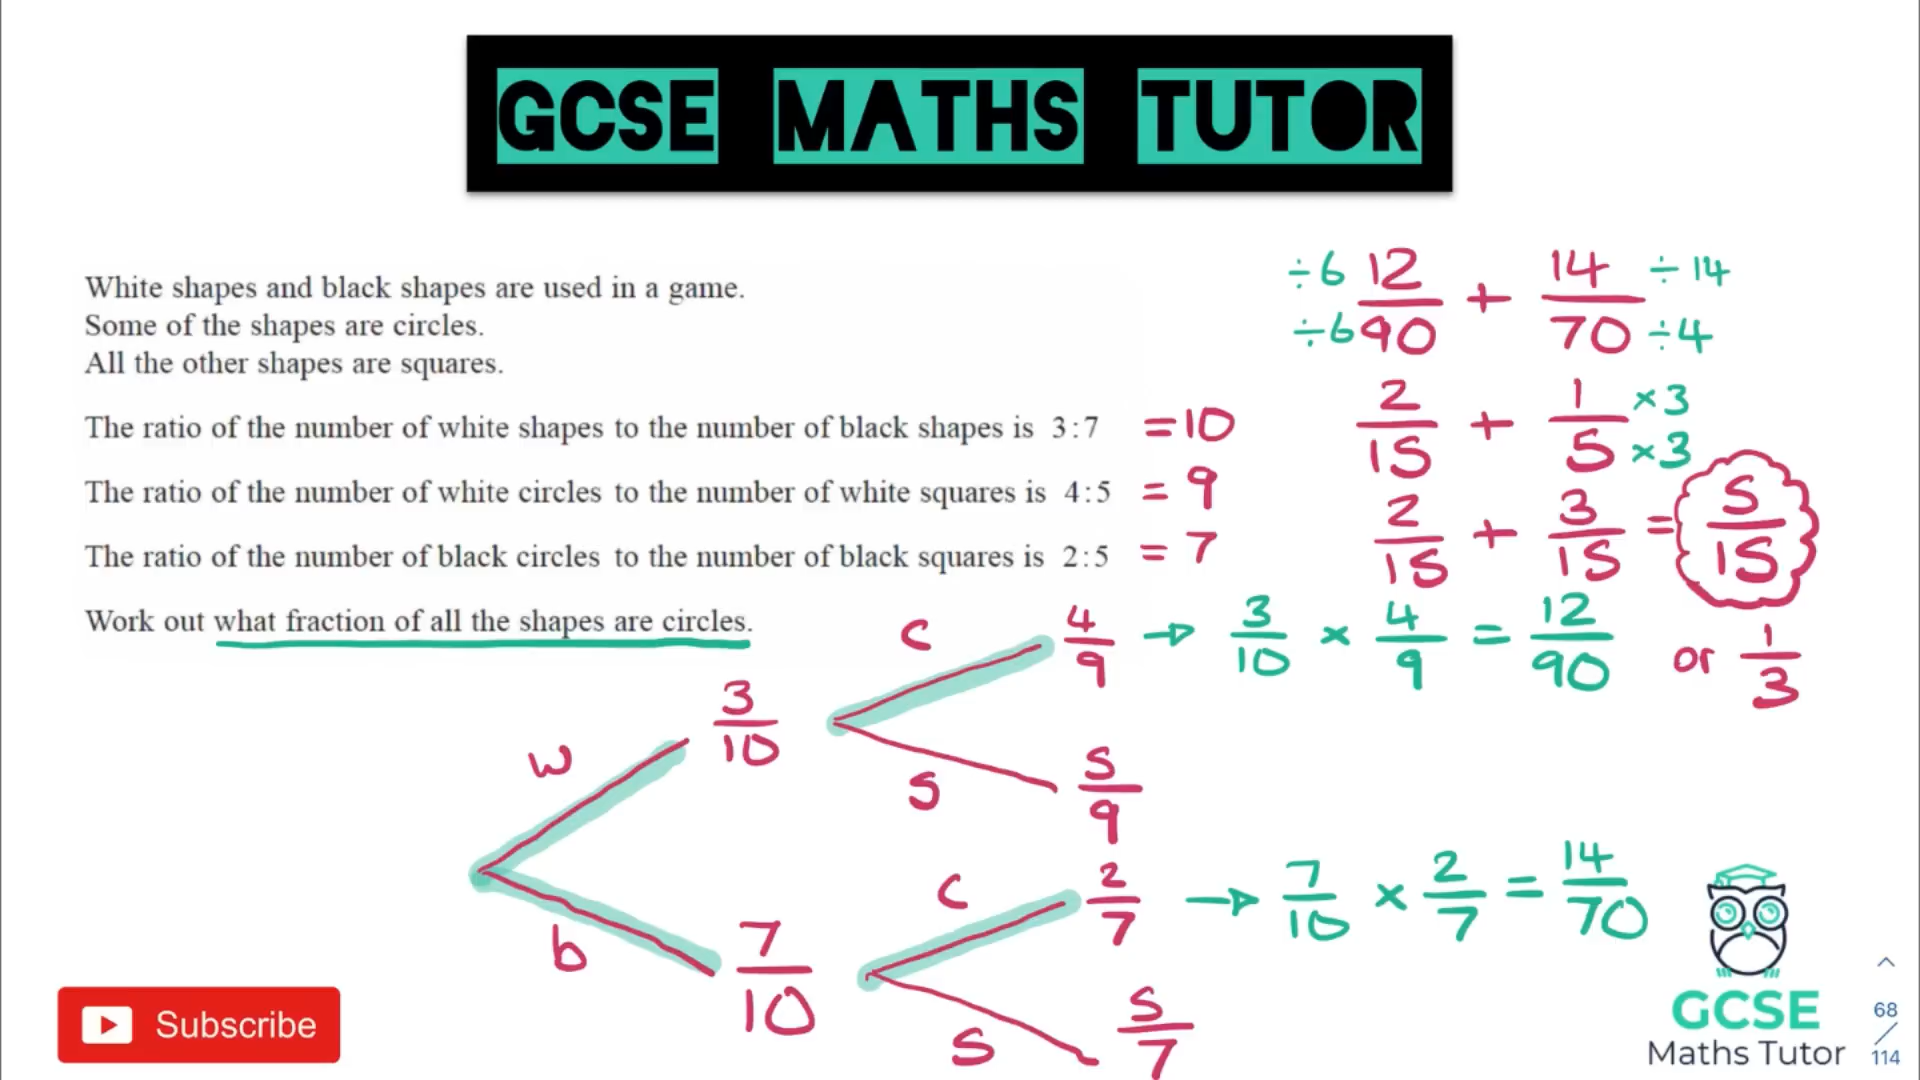 GCSE MATHS TUTOR
White shapes and black shapes are used in a game.
Some of the shapes are circles.
All the other shapes are squares.
The ratio of the number of white shapes to the number of black shapes is 3:7 = 10
The ratio of the number of white circles to the number of white squares is 4:5 = 9
The ratio of the number of black circles to the number of black squares is 2:5 = 7
Work out what fraction of all the shapes are circles.
÷6 12 + 14 ÷14
÷6 90 70 ÷4
2 + 1 ×3
15 5 ×3
2 + 3 = 5
15 15 15
or 1
3
C 4 → 3 × 4 = 12
9 10 9 90
w 3
10
S 5
9
b 7
10
C 2 → 7 × 2 = 14
7 10 7 70
S 5
7
Subscribe
GCSE
Maths Tutor
68
/
114